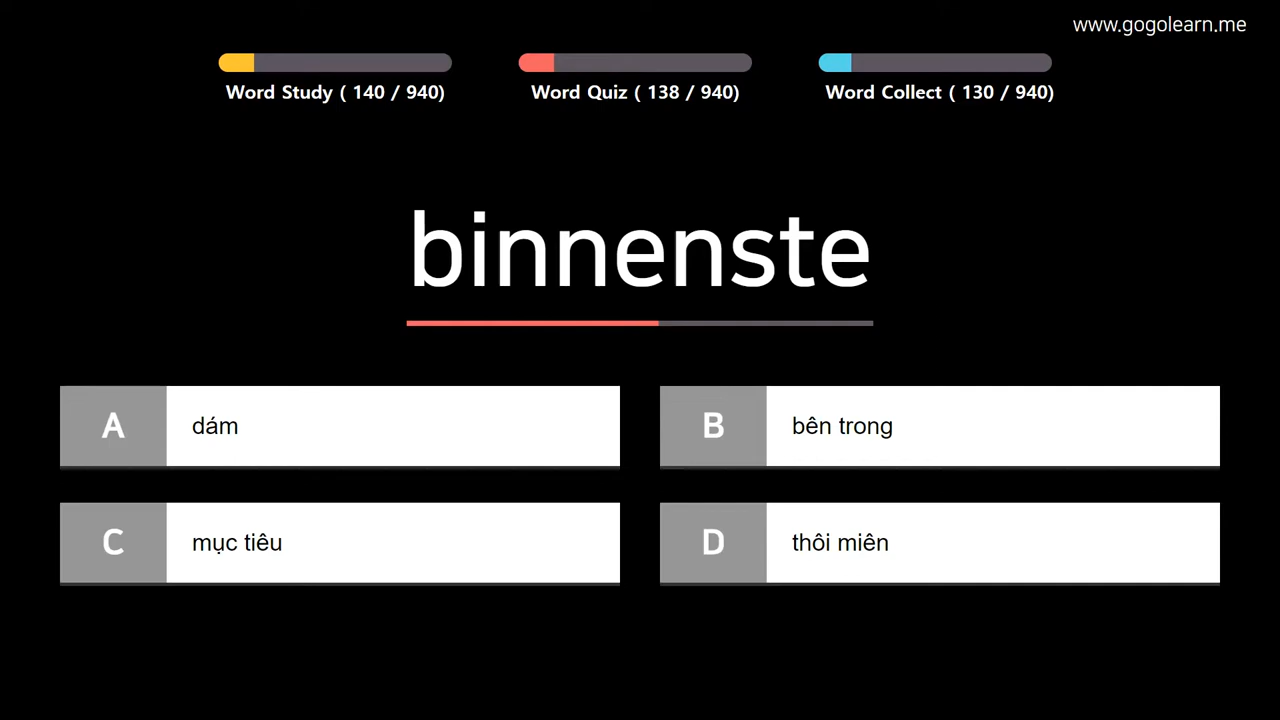 www.gogolearn.me
Word Study ( 140 / 940)
Word Quiz ( 138 / 940)
Word Collect ( 130 / 940)
binnenste
A dám
B bên trong
C mục tiêu
D thôi miên